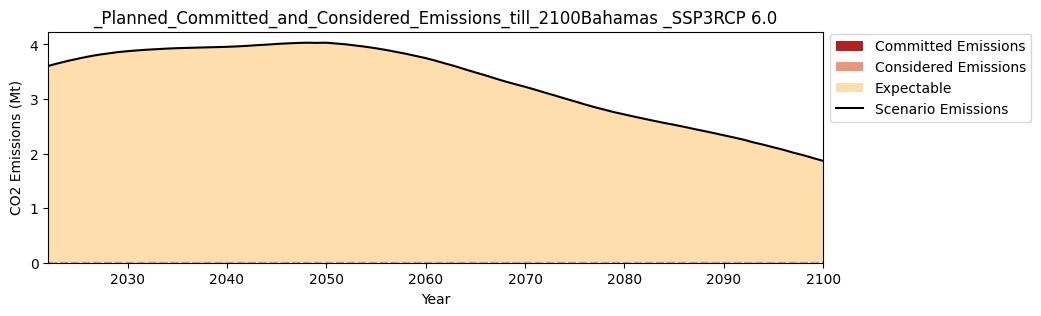 _Planned_Committed_and_Considered_Emissions_till_2100Bahamas _SSP3RCP 6.0
4
3
2
1
0
CO2 Emissions (Mt)
2030 2040 2050 2060 2070 2080 2090 2100
Year
Committed Emissions
Considered Emissions
Expectable
Scenario Emissions